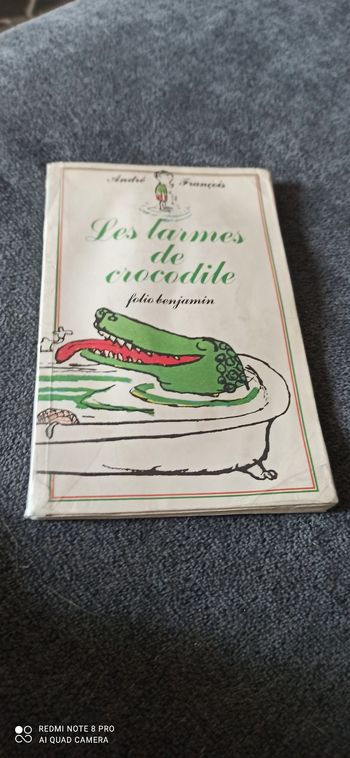 André François
Les larmes
de
crocodile
folio benjamin
REDMI NOTE 8 PRO
AI QUAD CAMERA